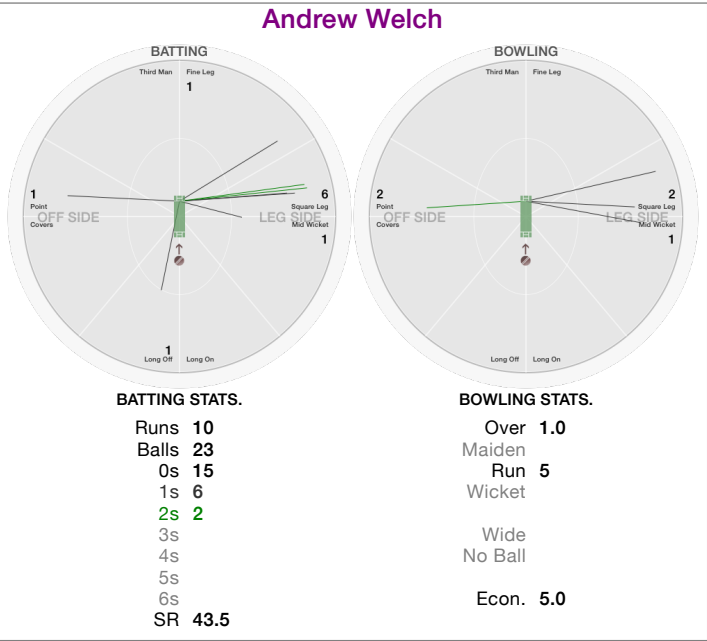 Andrew Welch
BATTING
Third Man Fine Leg
1
1
6
Point
Square Leg
OFF SIDE
LEG SIDE
Covers
Mid Wicket
1
1
Long Off Long On
BOWLING
Third Man Fine Leg
2
2
Point
Square Leg
OFF SIDE
LEG SIDE
Covers
Mid Wicket
1
Long Off Long On
BATTING STATS.
Runs 10
Balls 23
0s 15
1s 6
2s 2
3s
4s
5s
6s
SR 43.5
BOWLING STATS.
Over 1.0
Maiden
Run 5
Wicket
Wide
No Ball
Econ. 5.0